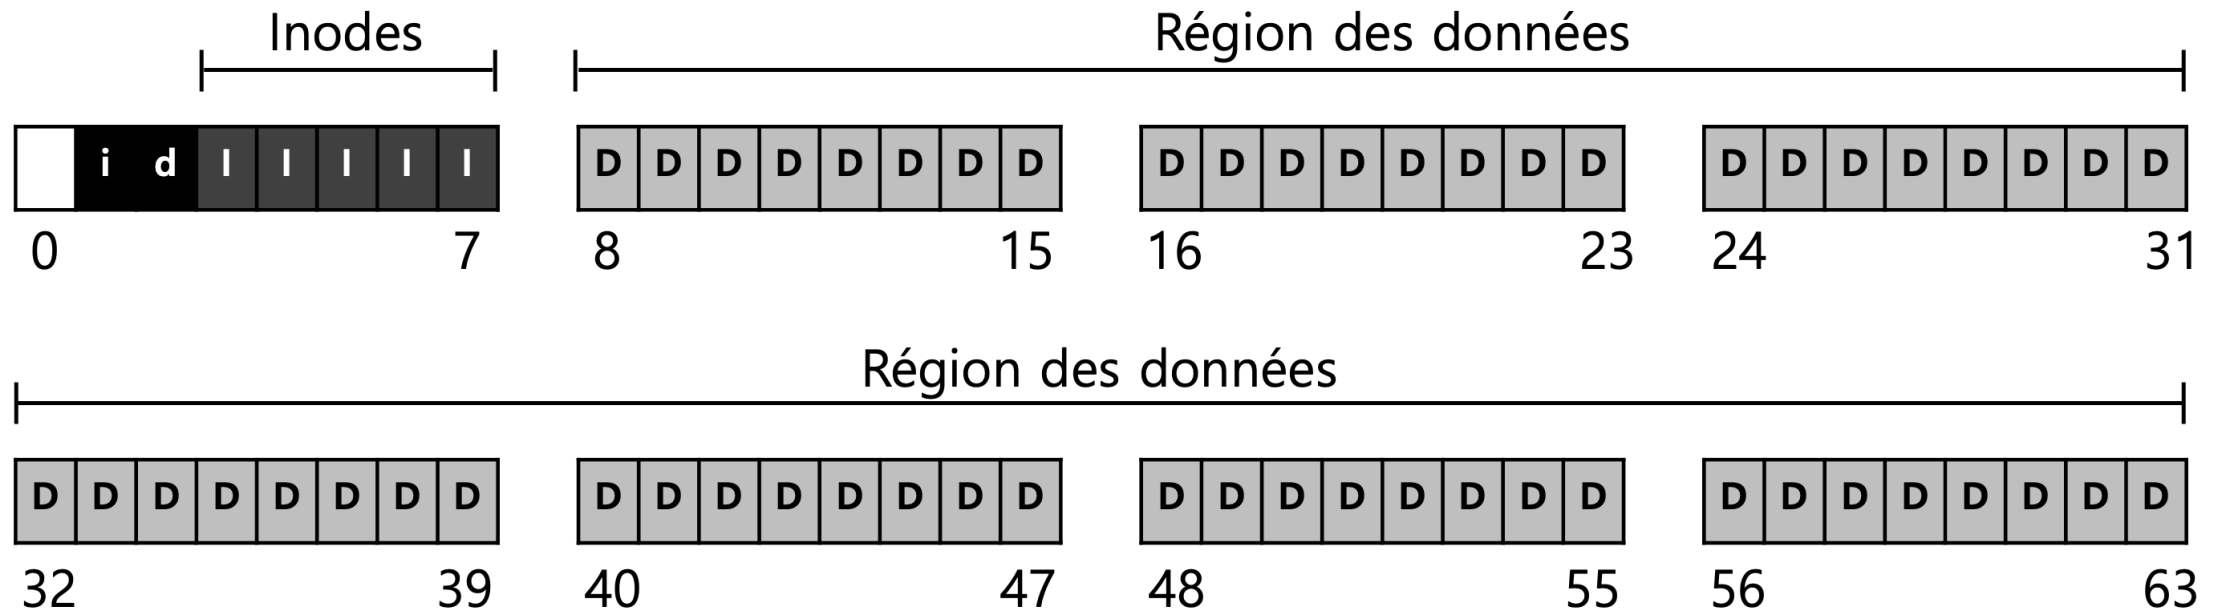 Inodes Région des données
i d I I I I I D D D D D D D D D D D D D D D D D D D D D D D D
0 7 8 15 16 23 24 31
Région des données
D D D D D D D D D D D D D D D D D D D D D D D D D D D D D D D D
32 39 40 47 48 55 56 63